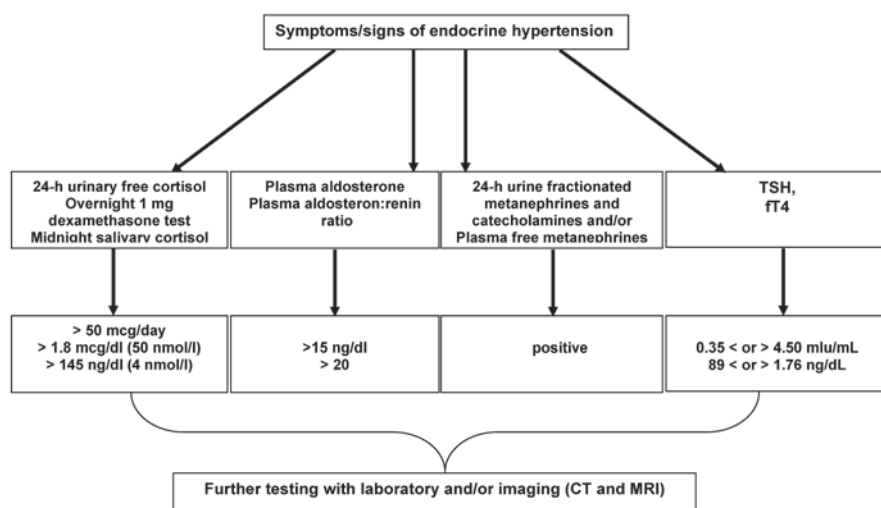 Symptoms/signs of endocrine hypertension
24-h urinary free cortisol
Overnight 1 mg
dexamethasone test
Midnight salivary cortisol
Plasma aldosterone
Plasma aldosteron:renin
ratio
24-h urine fractionated
metanephrines and
catecholamines and/or
Plasma free metanephrines
TSH,
fT4
> 50 mcg/day
> 1.8 mcg/dl (50 nmol/l)
> 145 ng/dl (4 nmol/l)
>15 ng/dl
> 20
positive
0.35 < or > 4.50 mlu/mL
89 < or > 1.76 ng/dL
Further testing with laboratory and/or imaging (CT and MRI)